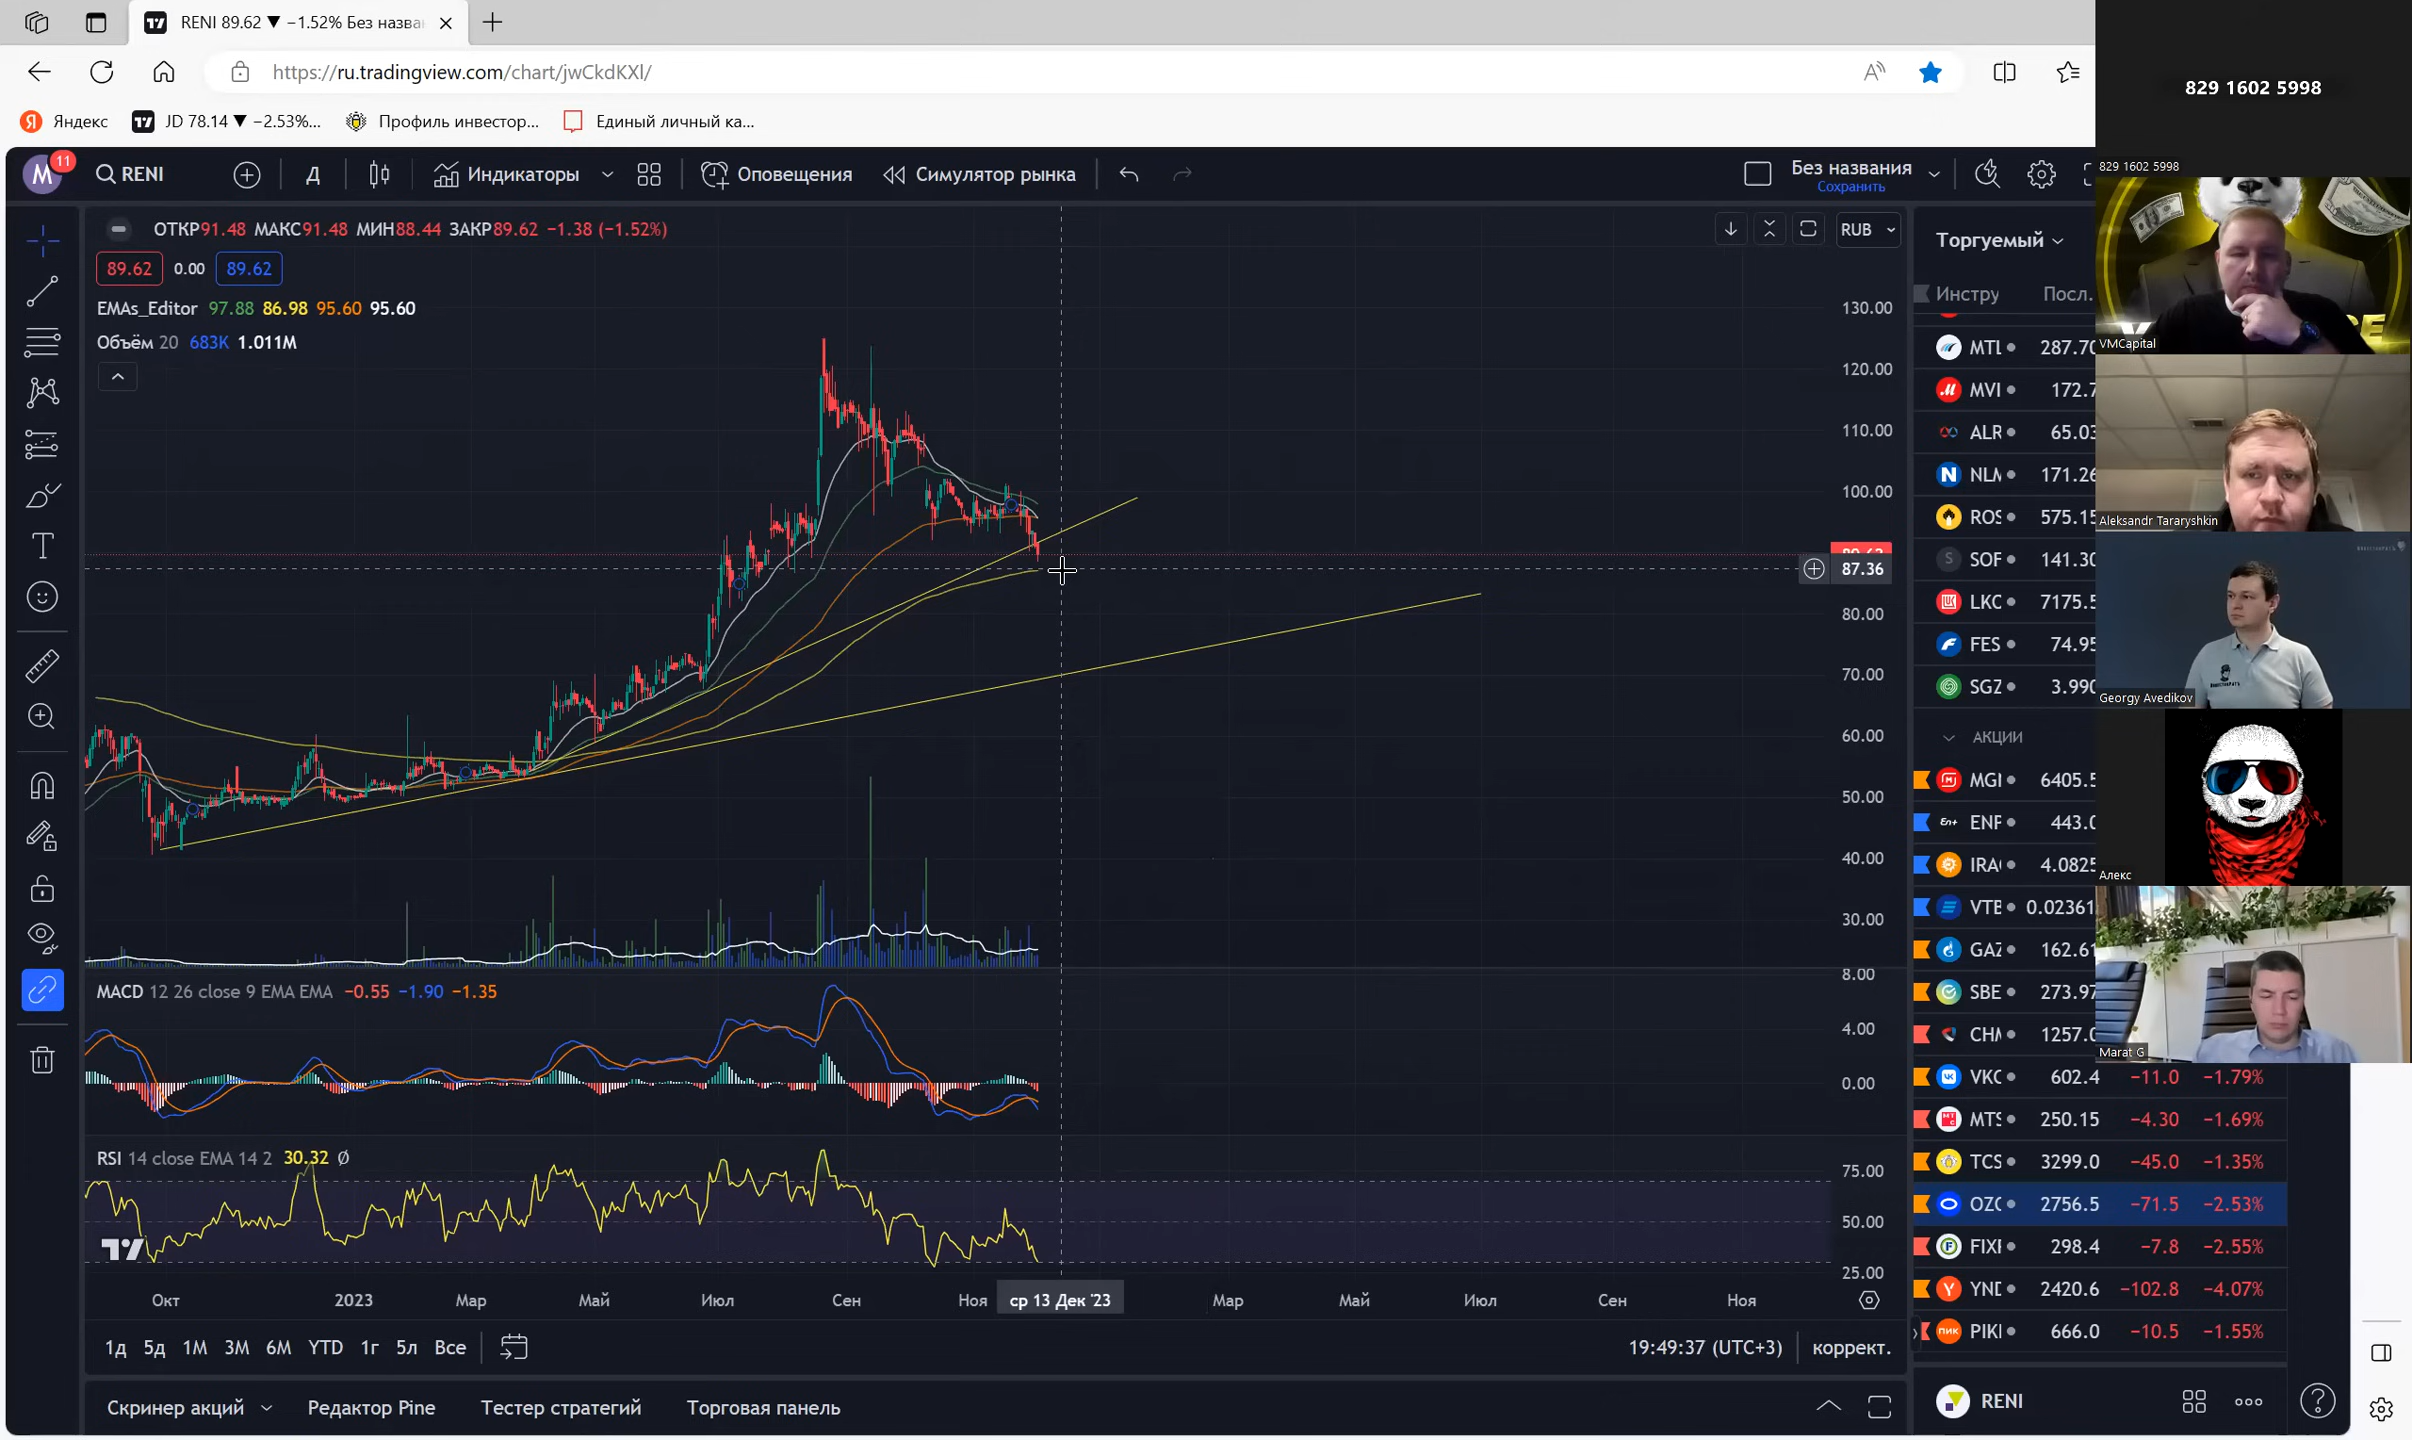 RENI 89.62 ▼ −1.52% Без назва
https://ru.tradingview.com/chart/jwCkdKXl/
Яндекс
JD 78.14 ▼ −2.53%...
Профиль инвестор...
Единый личный ка...
829 1602 5998
829 1602 5998
М
11
RENI
Д
Индикаторы
Оповещения
Симулятор рынка
Без названия
Сохранить
ОТКР91.48 МАКС91.48 МИН88.44 ЗАКР89.62 −1.38 (−1.52%)
89.62 0.00 89.62
EMAs_Editor 97.88 86.98 95.60 95.60
Объём 20 683K 1.011M
RUB
130.00
120.00
110.00
100.00
87.36
80.00
70.00
60.00
50.00
40.00
30.00
8.00
4.00
0.00
75.00
50.00
25.00
MACD 12 26 close 9 EMA EMA −0.55 −1.90 −1.35
RSI 14 close EMA 14 2 30.32 Ø
Окт 2023 Мар Май Июл Сен Ноя ср 13 Дек '23 Мар Май Июл Сен Ноя
1д 5д 1М 3М 6М YTD 1г 5л Все
19:49:37 (UTC+3) коррект.
Скринер акций Редактор Pine Тестер стратегий Торговая панель
Торгуемый
Инстру Посл.
MTL 287.70
MVI 172.7
ALR 65.03
NLM 171.26
ROS 575.15
SOF 141.30
LKO 7175.5
FES 74.95
SGZ 3.990
АКЦИИ
MGN 6405.5
ENP 443.0
IRA 4.0825
VTB 0.02361
GAZ 162.61
SBE 273.97
CHM 1257.0
VKC 602.4 −11.0 −1.79%
MTS 250.15 −4.30 −1.69%
TCS 3299.0 −45.0 −1.35%
OZO 2756.5 −71.5 −2.53%
FIXI 298.4 −7.8 −2.55%
YND 2420.6 −102.8 −4.07%
PIKI 666.0 −10.5 −1.55%
RENI
VMCapital
Aleksandr Tararyshkin
Georgy Avedikov
Алекс
Marat G